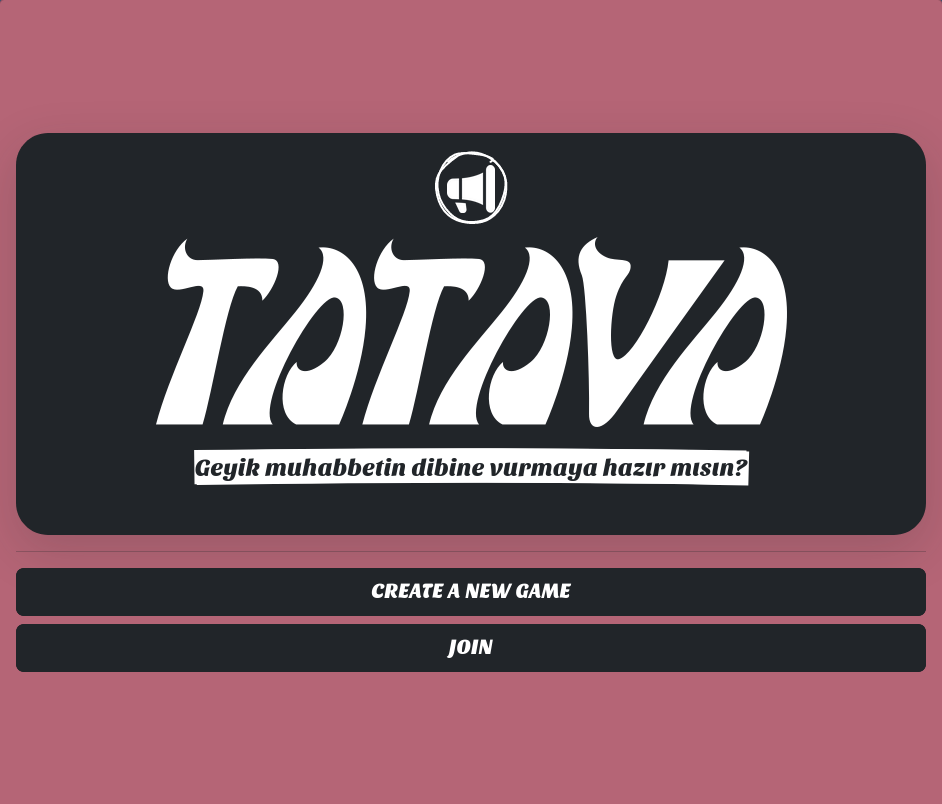 TATAVA
Geyik muhabbetin dibine vurmaya hazır mısın?
CREATE A NEW GAME
JOIN